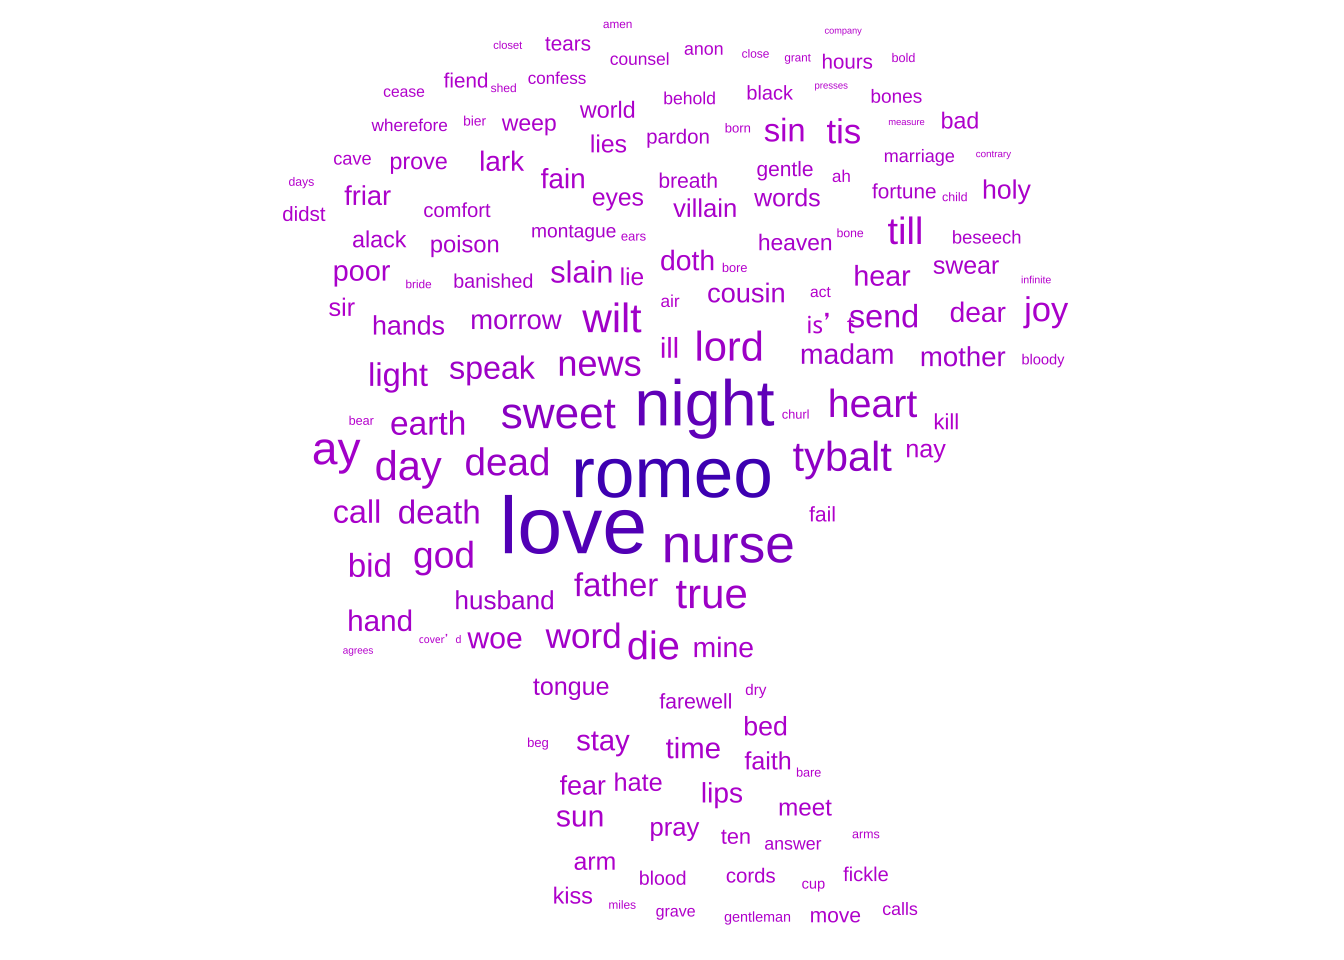 amen
company
closet tears counsel anon close grant hours bold
cease fiend shed confess behold black presses bones
wherefore bier weep world lies pardon born sin tis measure bad
cave prove lark fain breath gentle ah marriage contrary
days friar eyes villain words fortune child holy
didst comfort
alack poison montague ears heaven bone till beseech
poor bride banished slain lie doth bore hear swear infinite
sir air cousin act
hands morrow wilt is’t send dear joy
light speak news ill lord madam mother bloody
bear earth sweet night churl heart kill
ay day dead romeo tybalt nay
call death love fail
bid god nurse
husband father true
hand cover’d woe word die mine
agrees
tongue farewell dry
beg stay time bed
faith bare
fear hate lips meet
sun pray ten answer arms
arm blood cords cup fickle
kiss miles grave gentleman move calls